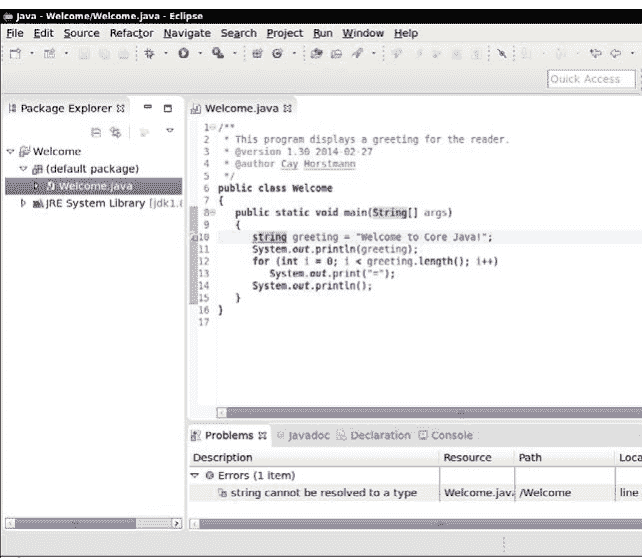 Java - Welcome/Welcome.java - Eclipse
File Edit Source Refactor Navigate Search Project Run Window Help
Quick Access
Package Explorer
Welcome
(default package)
Welcome.java
JRE System Library [jdk1.8
Welcome.java
1 /**
2  * This program displays a greeting for the reader.
3  * @version 1.30 2014-02-27
4  * @author Cay Horstmann
5  */
6 public class Welcome
7 {
8    public static void main(String[] args)
9    {
10      string greeting = "Welcome to Core Java!";
11      System.out.println(greeting);
12      for (int i = 0; i < greeting.length(); i++)
13         System.out.print("=");
14      System.out.println();
15   }
16 }
17
Problems Javadoc Declaration Console
Description Resource Path Loca
Errors (1 item)
string cannot be resolved to a type Welcome.jav /Welcome line